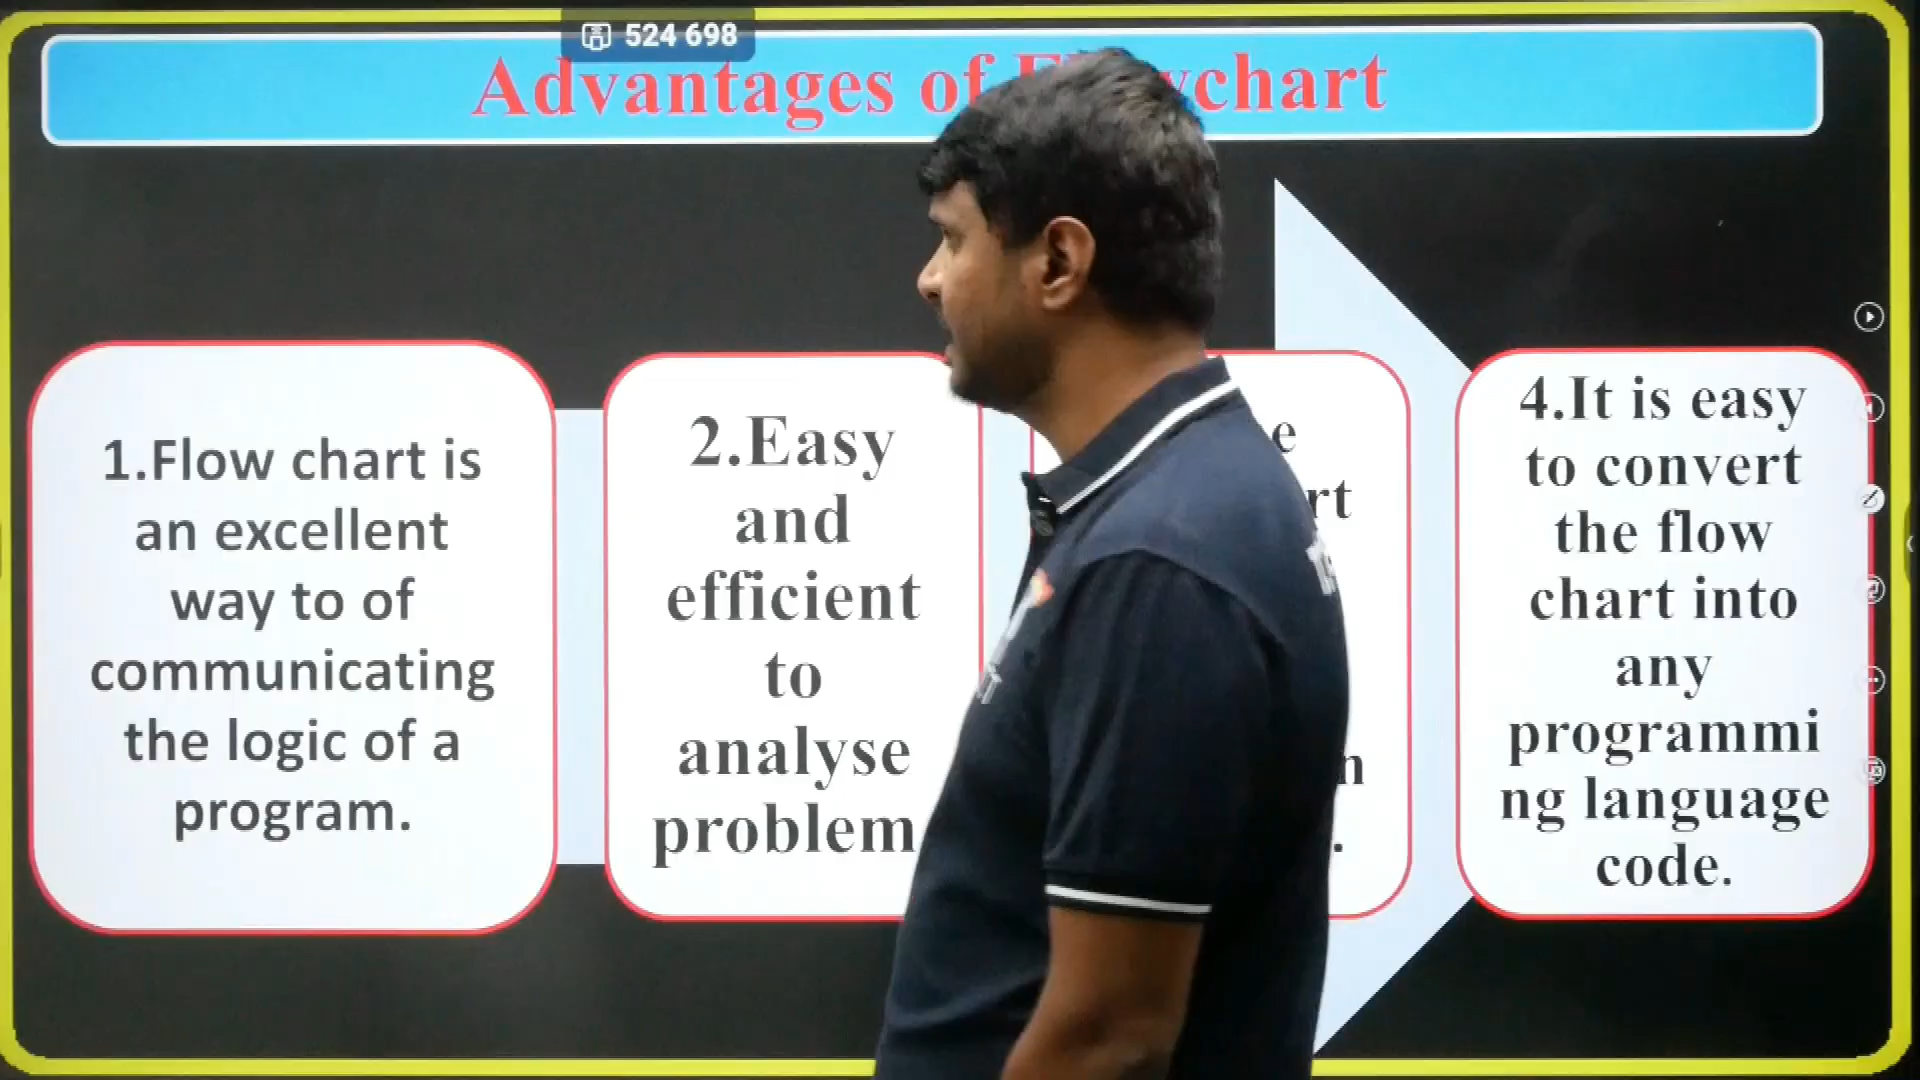 524 698
Advantages of
1.Flow chart is
an excellent
way to of
communicating
the logic of a
program.
2.Easy
and
efficient
to
analyse
problem
4.It is easy
to convert
the flow
chart into
any
programmi
ng language
code.